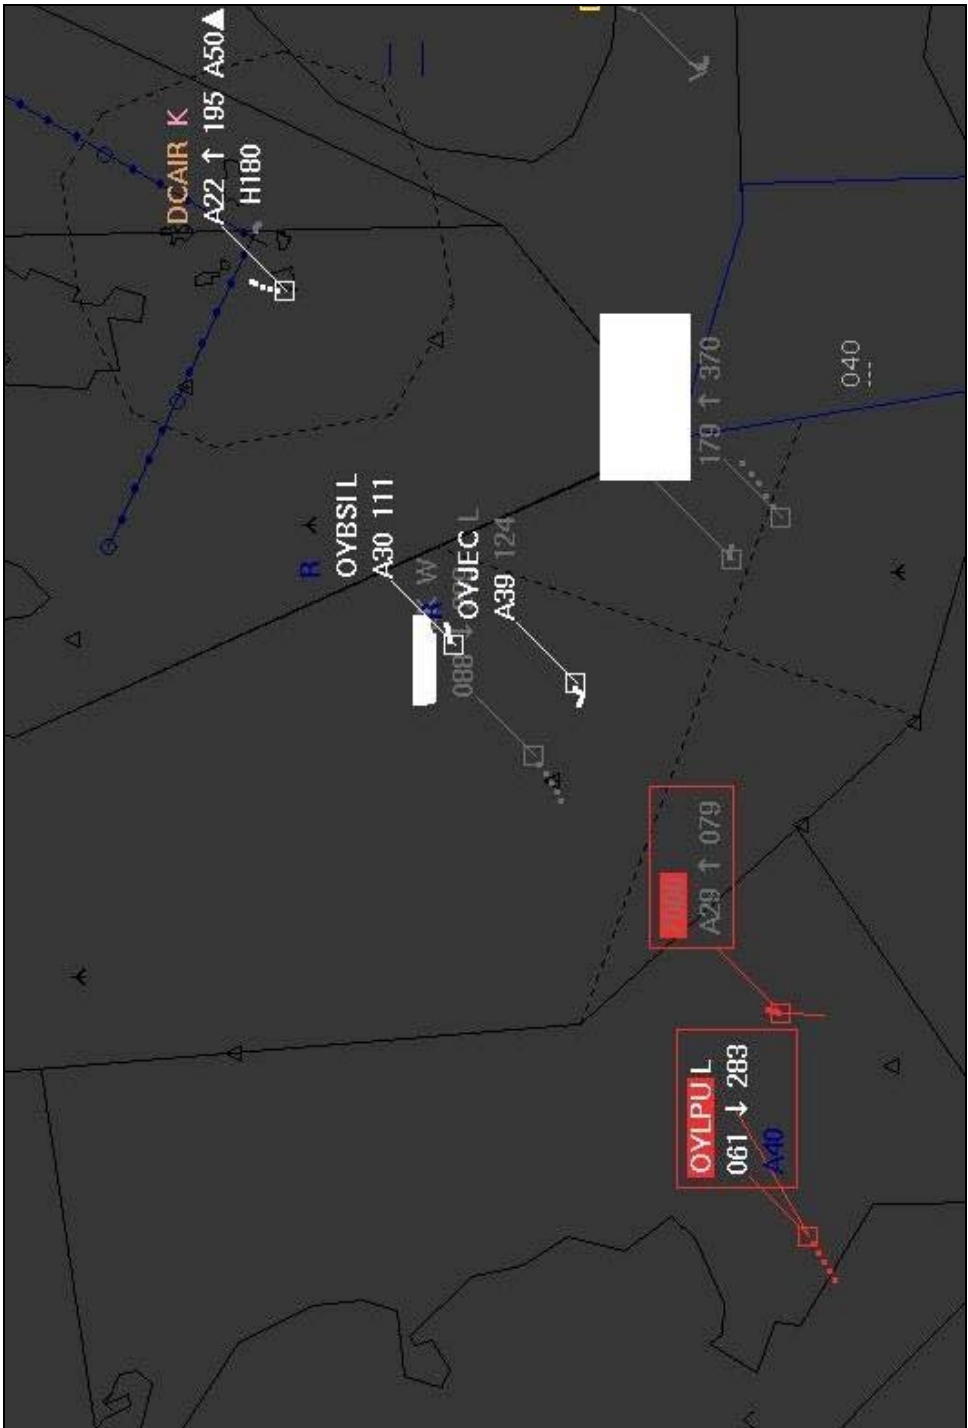 DCAIR K
A22 ↑ 195 A50
H180
OYBSI L
A30 111
R
W
R
088 ↓
OYJEC L
A39 124
179 ↑ 370
040
---
A29 ↑ 079
OYLPU L
061 ↓ 283
A40